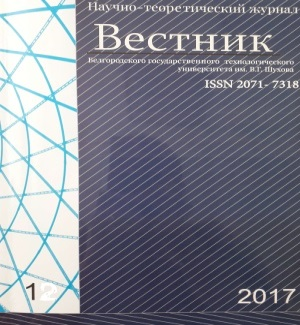 Научно-теоретический журнал
Вестник
Белгородского государственного технологического
университета им. В.Г. Шухова
ISSN 2071- 7318
12
2017